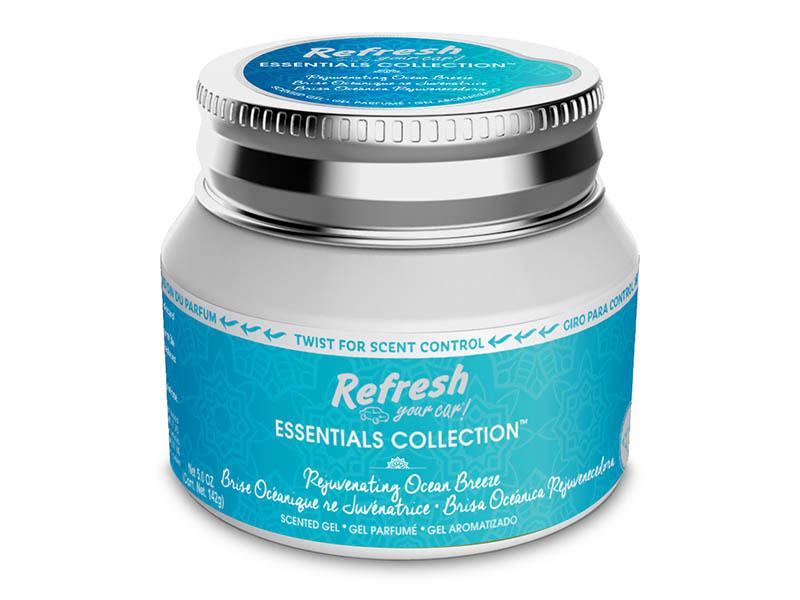 Refresh
your car!
ESSENTIALS COLLECTION™
Rejuvenating Ocean Breeze
Brise Océanique re Juvénatrice
Brisa Oceánica Rejuvenecedora
SCENTED GEL • GEL PARFUMÉ • GEL AROMATIZADO
DU PARFUM
TWIST FOR SCENT CONTROL
GIRO PARA CONTROL
Refresh
your car!®
ESSENTIALS COLLECTION™
Rejuvenating Ocean Breeze
Brise Océanique re Juvénatrice • Brisa Oceánica Rejuvenecedora
SCENTED GEL • GEL PARFUMÉ • GEL AROMATIZADO
Net 5.0 OZ
(Cont. Net. 142g)